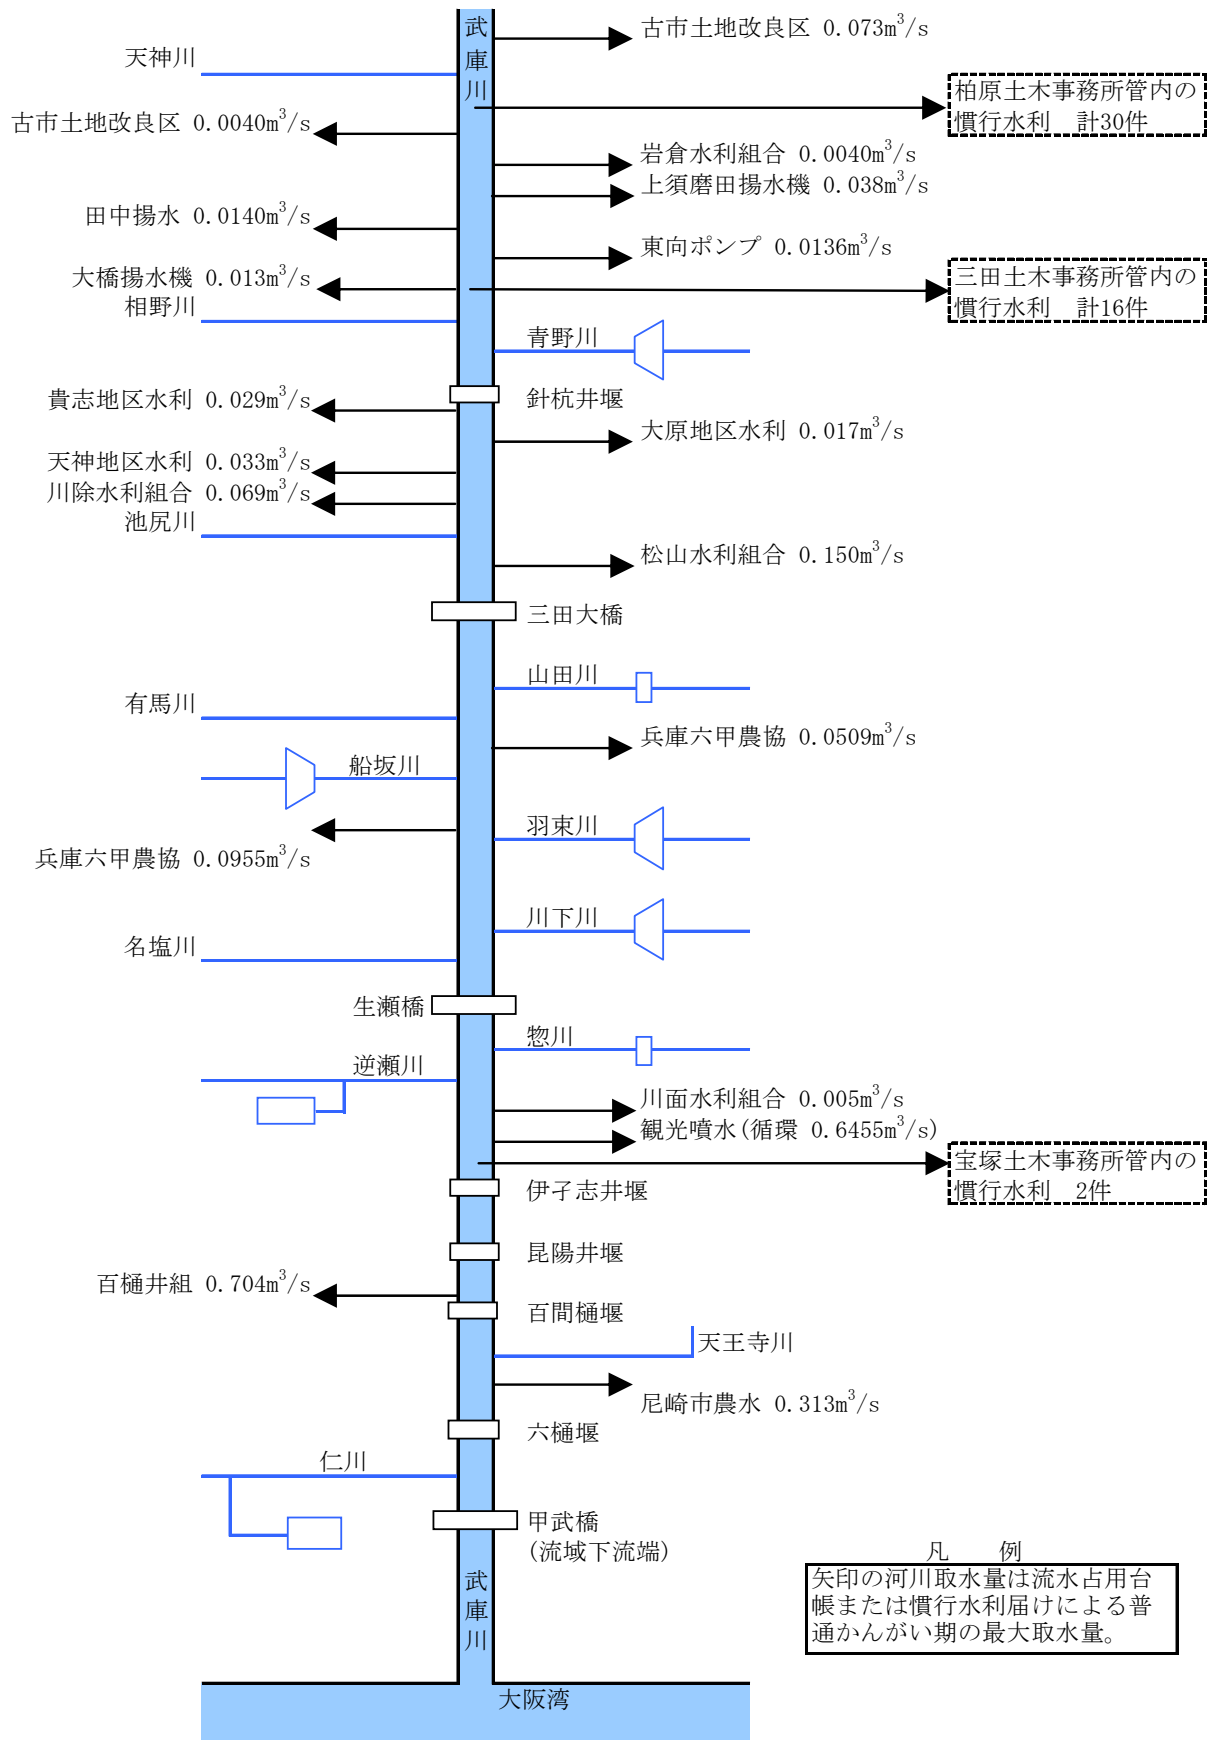 武庫川
古市土地改良区 0.073m³/s
天神川
柏原土木事務所管内の
慣行水利　計30件
古市土地改良区 0.0040m³/s
岩倉水利組合 0.0040m³/s
上須磨田揚水機 0.038m³/s
田中揚水 0.0140m³/s
東向ポンプ 0.0136m³/s
大橋揚水機 0.013m³/s
三田土木事務所管内の
慣行水利　計16件
相野川
青野川
貴志地区水利 0.029m³/s
針杭井堰
大原地区水利 0.017m³/s
天神地区水利 0.033m³/s
川除水利組合 0.069m³/s
池尻川
松山水利組合 0.150m³/s
三田大橋
山田川
有馬川
兵庫六甲農協 0.0509m³/s
船坂川
羽束川
兵庫六甲農協 0.0955m³/s
川下川
名塩川
生瀬橋
惣川
逆瀬川
川面水利組合 0.005m³/s
観光噴水(循環 0.6455m³/s)
宝塚土木事務所管内の
慣行水利　2件
伊孑志井堰
昆陽井堰
百樋井組 0.704m³/s
百間樋堰
天王寺川
尼崎市農水 0.313m³/s
六樋堰
仁川
甲武橋
(流域下流端)
武庫川
凡　例
矢印の河川取水量は流水占用台
帳または慣行水利届けによる普
通かんがい期の最大取水量。
大阪湾